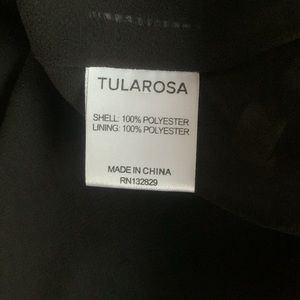 TULAROSA
SHELL: 100% POLYESTER
LINING: 100% POLYESTER
MADE IN CHINA
RN132829